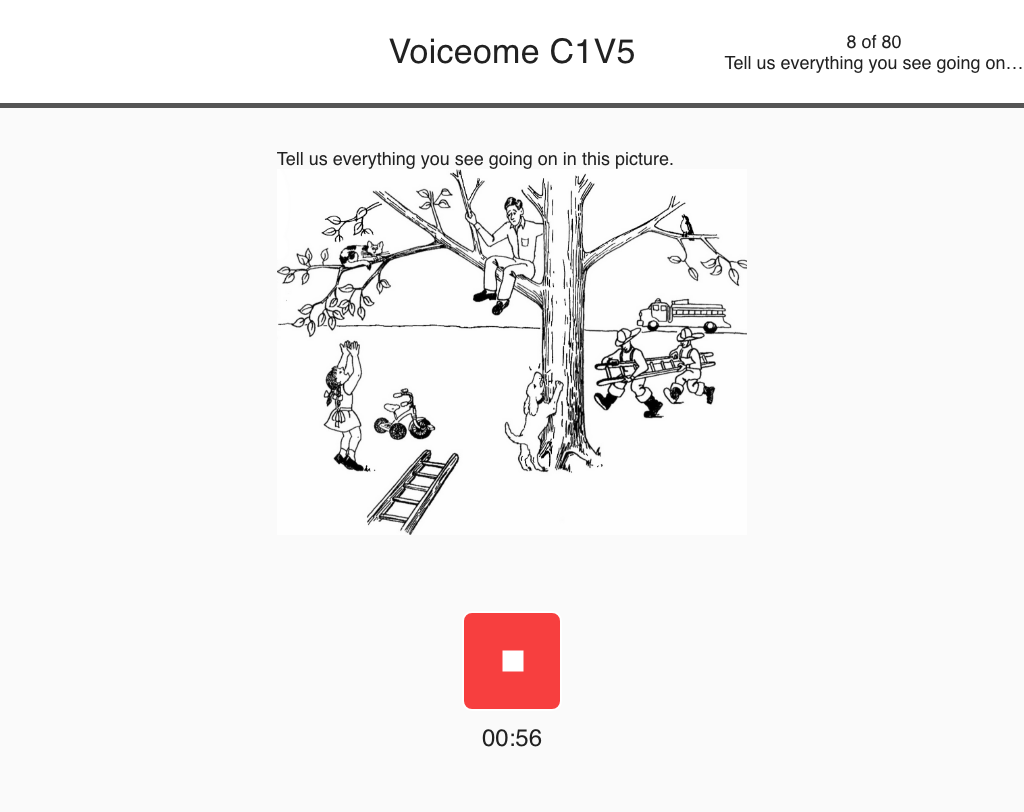 Voiceome C1V5
8 of 80
Tell us everything you see going on…
Tell us everything you see going on in this picture.
00:56